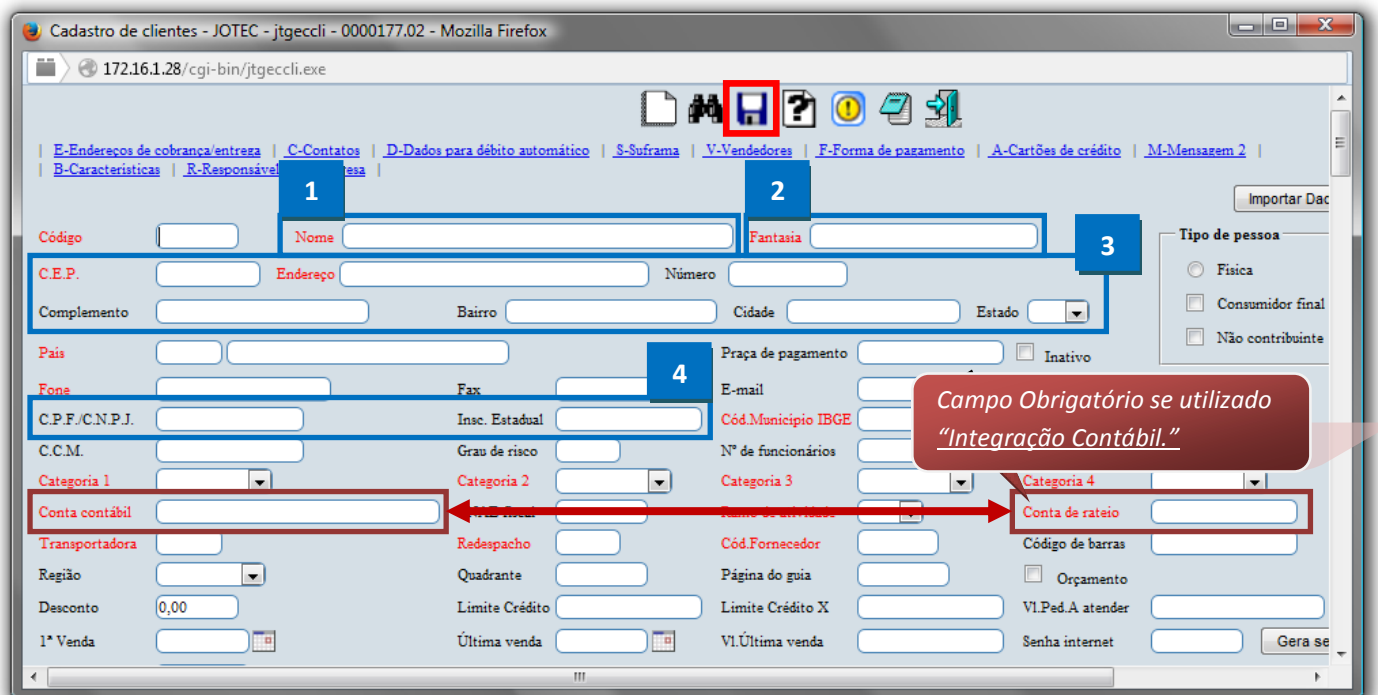 Cadastro de clientes - JOTEC - jtgeccli - 0000177.02 - Mozilla Firefox
172.16.1.28/cgi-bin/jtgeccli.exe
| E-Endereços de cobrança/entrega | C-Contatos | D-Dados para débito automático | S-Suframa | V-Vendedores | F-Forma de pagamento | A-Cartões de crédito | M-Mensagem 2 |
| B-Caracteristicas | R-Responsável esa |
1 2
Importar Dac
Código Nome Fantasia 3 Tipo de pessoa
C.E.P. Endereço Número Física
Complemento Bairro Cidade Estado Consumidor final
Não contribuinte
País Praça de pagamento Inativo
4
Fone Fax E-mail
Campo Obrigatório se utilizado
"Integração Contábil."
C.P.F./C.N.P.J. Insc. Estadual Cód.Municipio IBGE
C.C.M. Grau de risco Nº de funcionários
Categoria 1 Categoria 2 Categoria 3 Categoria 4
Conta contábil Conta de rateio
Transportadora Redespacho Cód.Fornecedor Código de barras
Região Quadrante Página do guia Orçamento
Desconto 0,00 Limite Crédito Limite Crédito X Vl.Ped.A atender
1ª Venda Última venda Vl.Última venda Senha internet Gera se